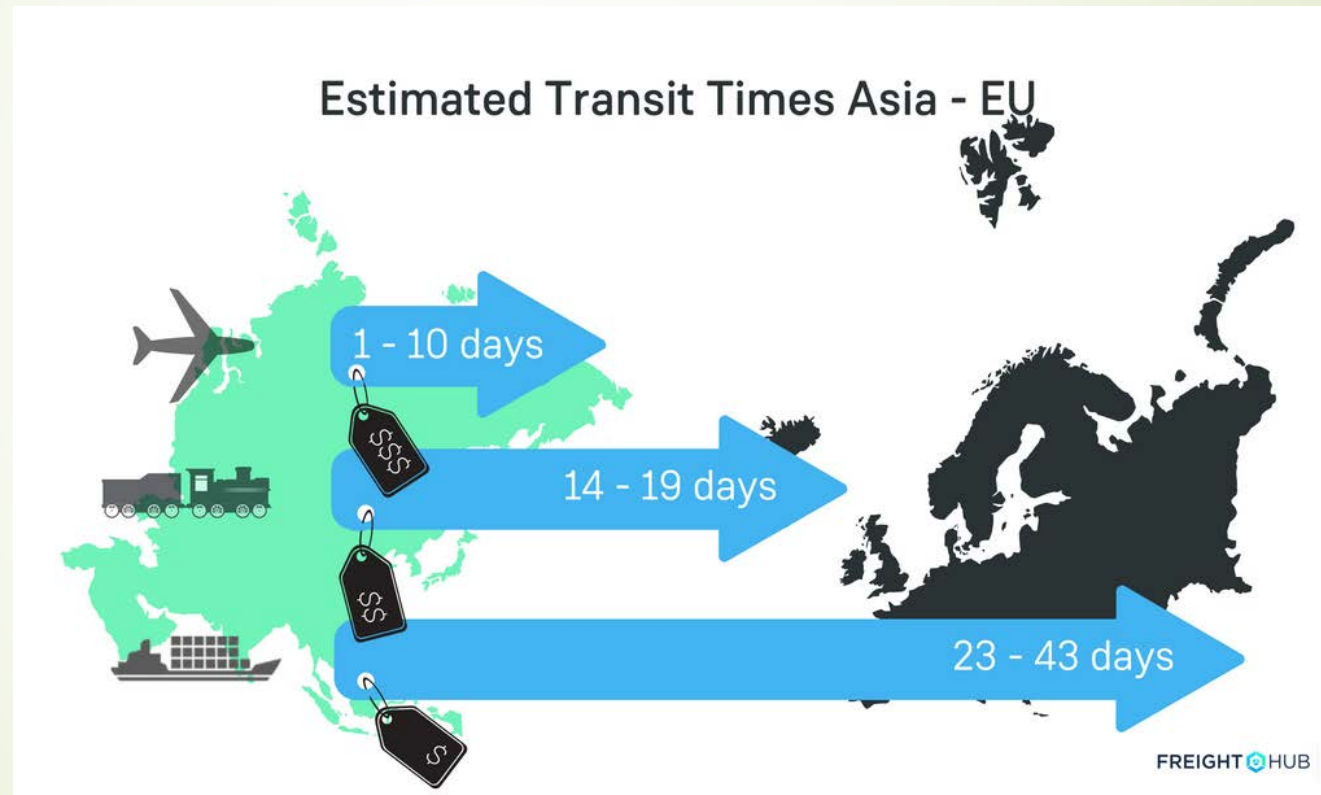 Estimated Transit Times Asia - EU
1 - 10 days
$$$
14 - 19 days
$$
23 - 43 days
$
FREIGHT HUB